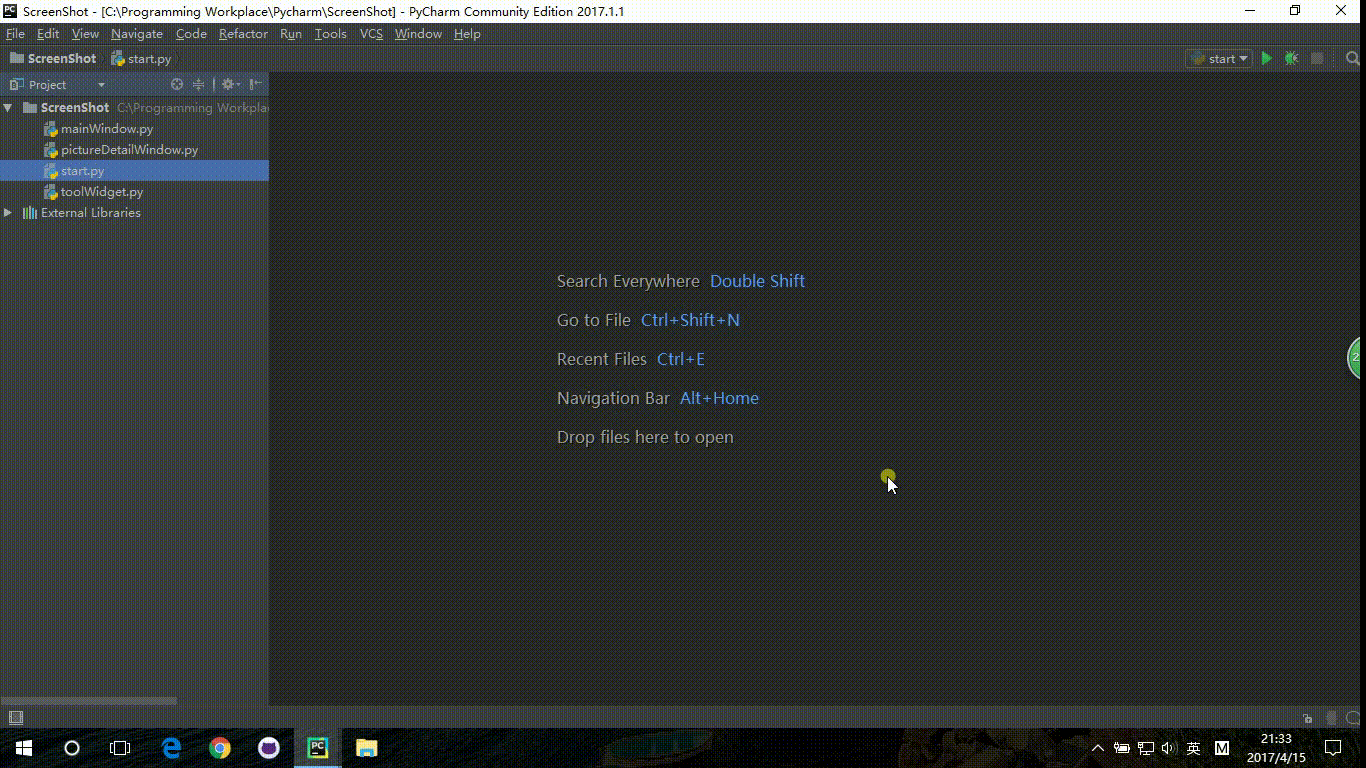 ScreenShot - [C:\Programming Workplace\Pycharm\ScreenShot] - PyCharm Community Edition 2017.1.1
File Edit View Navigate Code Refactor Run Tools VCS Window Help
ScreenShot start.py start
Project
ScreenShot C:\Programming Workpla
mainWindow.py
pictureDetailWindow.py
start.py
toolWidget.py
External Libraries
Search Everywhere Double Shift
Go to File Ctrl+Shift+N
Recent Files Ctrl+E
Navigation Bar Alt+Home
Drop files here to open
2
PC
英 M
21:33
2017/4/15